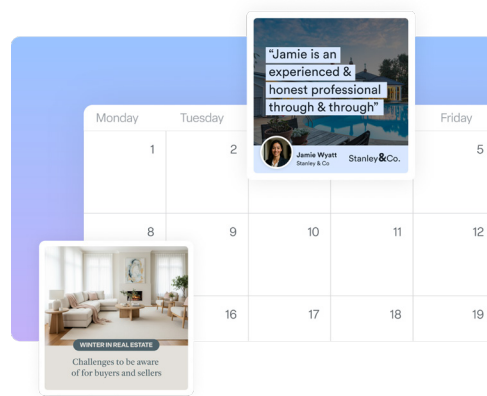 “Jamie is an
experienced &
honest professional
through & through”
Jamie Wyatt
Stanley & Co
Stanley&Co.
Monday
Tuesday
Friday
1
2
5
8
9
10
11
12
16
17
18
19
WINTER IN REAL ESTATE
Challenges to be aware
of for buyers and sellers